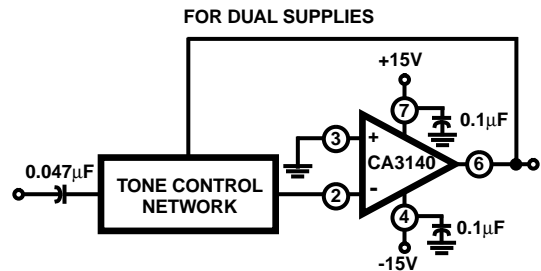 FOR DUAL SUPPLIES
+15V
7
0.1µF
3
+
CA3140
6
0.047µF
TONE CONTROL
NETWORK
2
-
4
0.1µF
-15V